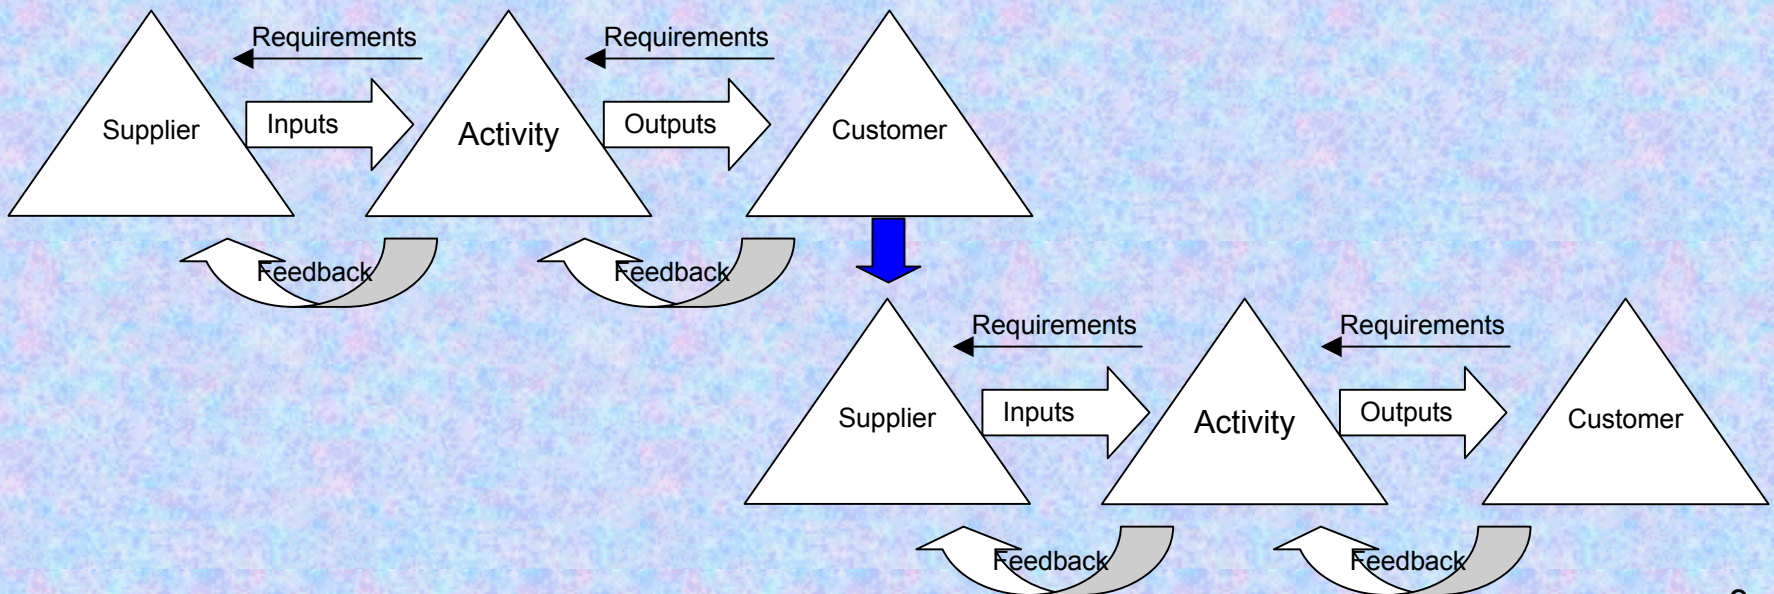 Requirements
Requirements
Supplier
Inputs
Activity
Outputs
Customer
Feedback
Feedback
Requirements
Requirements
Supplier
Inputs
Activity
Outputs
Customer
Feedback
Feedback